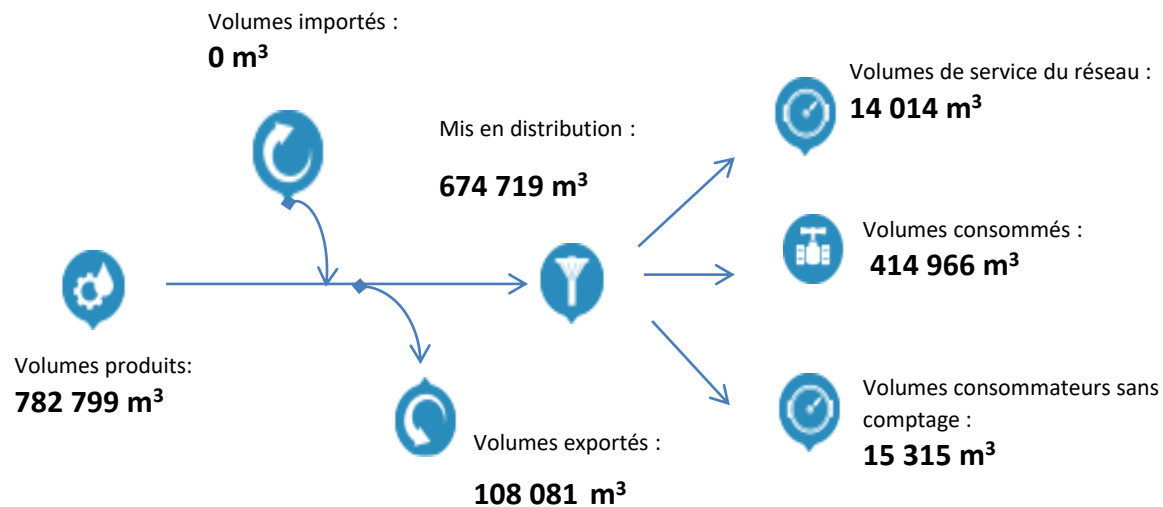 Volumes importés :
0 m³
Volumes de service du réseau :
14 014 m³
Mis en distribution :
674 719 m³
Volumes consommés :
414 966 m³
Volumes produits:
782 799 m³
Volumes exportés :
108 081 m³
Volumes consommateurs sans
comptage :
15 315 m³